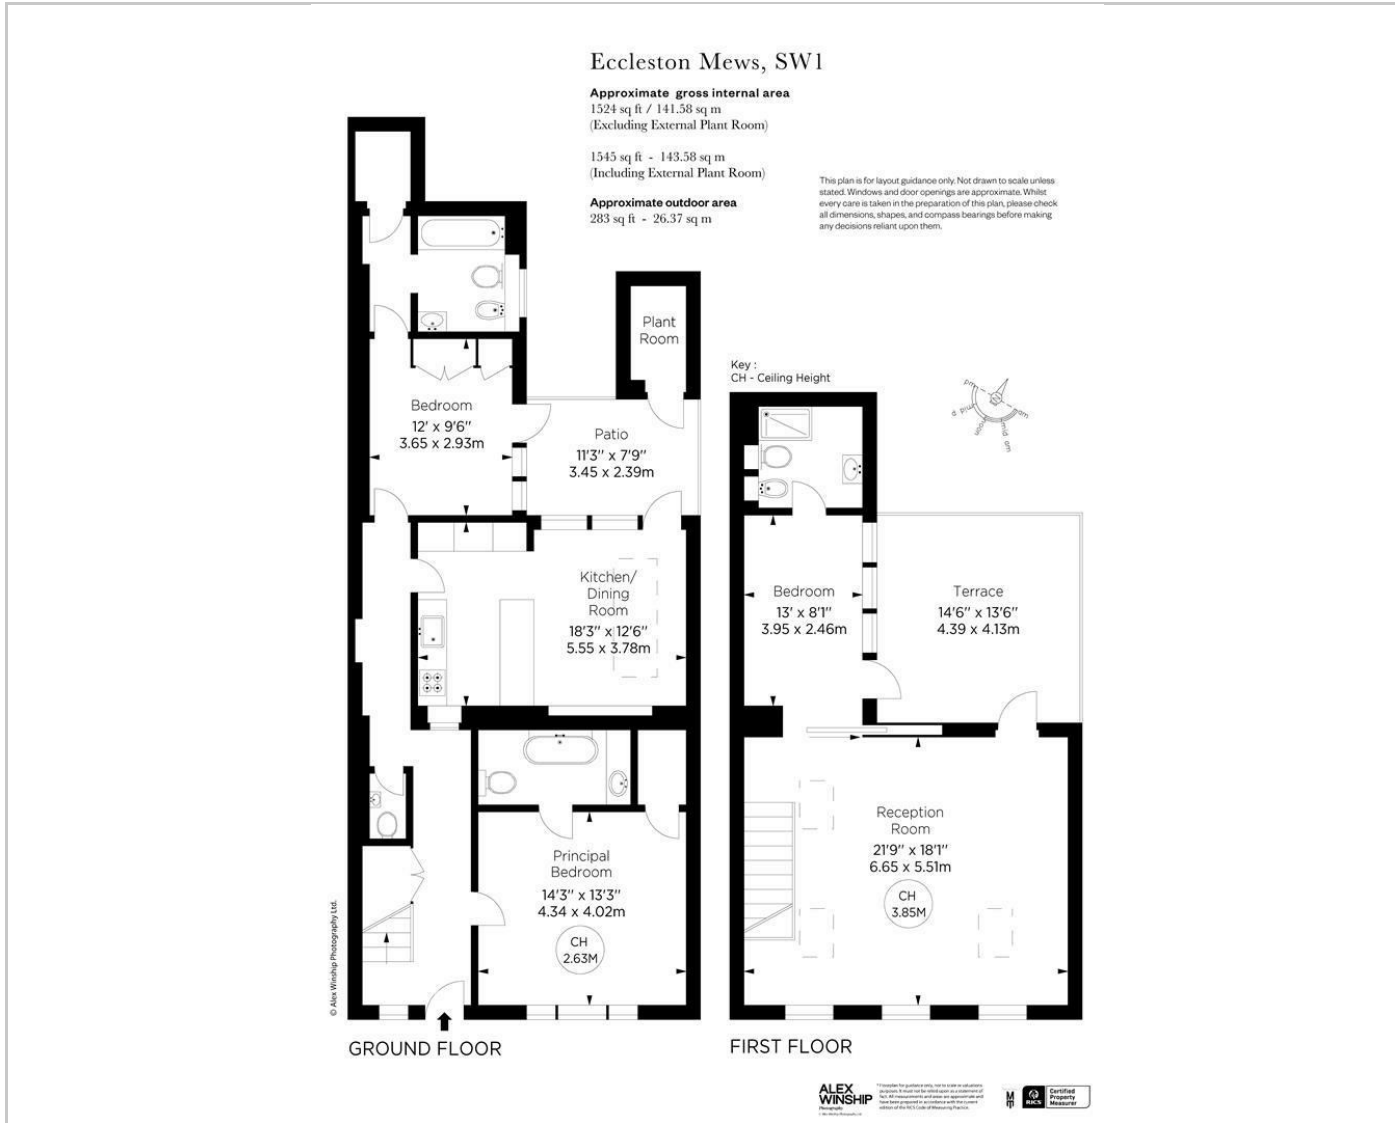 Eccleston Mews, SW1
Approximate gross internal area
1524 sq ft / 141.58 sq m
(Excluding External Plant Room)
1545 sq ft - 143.58 sq m
(Including External Plant Room)
Approximate outdoor area
283 sq ft - 26.37 sq m
This plan is for layout guidance only. Not drawn to scale unless
stated. Windows and door openings are approximate. Whilst
every care is taken in the preparation of this plan, please check
all dimensions, shapes, and compass bearings before making
any decisions reliant upon them.
Plant
Room
Key :
CH - Ceiling Height
pm
am
mid am
noon
mid p
Bedroom
12' x 9'6"
3.65 x 2.93m
Patio
11'3" x 7'9"
3.45 x 2.39m
Kitchen/
Dining
Room
18'3" x 12'6"
5.55 x 3.78m
Bedroom
13' x 8'1"
3.95 x 2.46m
Terrace
14'6" x 13'6"
4.39 x 4.13m
Principal
Bedroom
14'3" x 13'3"
4.34 x 4.02m
CH
2.63M
Reception
Room
21'9" x 18'1"
6.65 x 5.51m
CH
3.85M
© Alex Winship Photography Ltd.
GROUND FLOOR
FIRST FLOOR
ALEX
WINSHIP
Photography
RICS
Certified
Property
Measurer